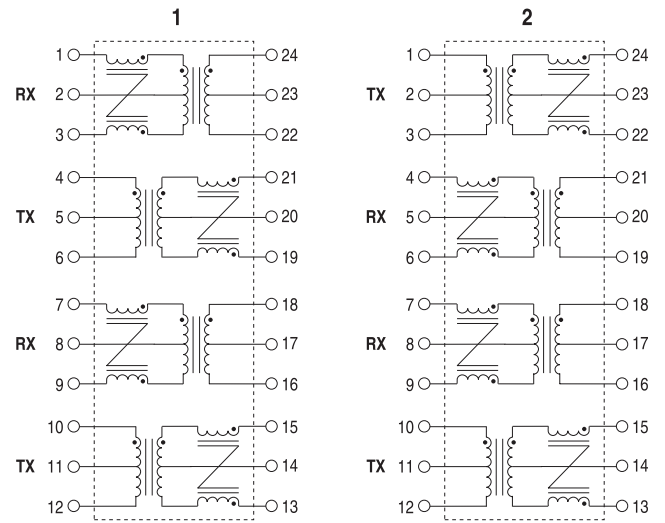 1 2
1 24 1 24
RX 2 23 TX 2 23
3 22 3 22
4 21 4 21
TX 5 20 RX 5 20
6 19 6 19
7 18 7 18
RX 8 17 RX 8 17
9 16 9 16
10 15 10 15
TX 11 14 TX 11 14
12 13 12 13